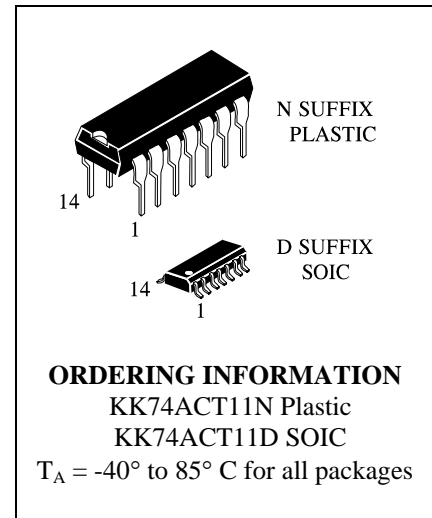 N SUFFIX
PLASTIC
14
1
D SUFFIX
SOIC
14
1
ORDERING INFORMATION
KK74ACT11N Plastic
KK74ACT11D SOIC
TA = -40° to 85° C for all packages